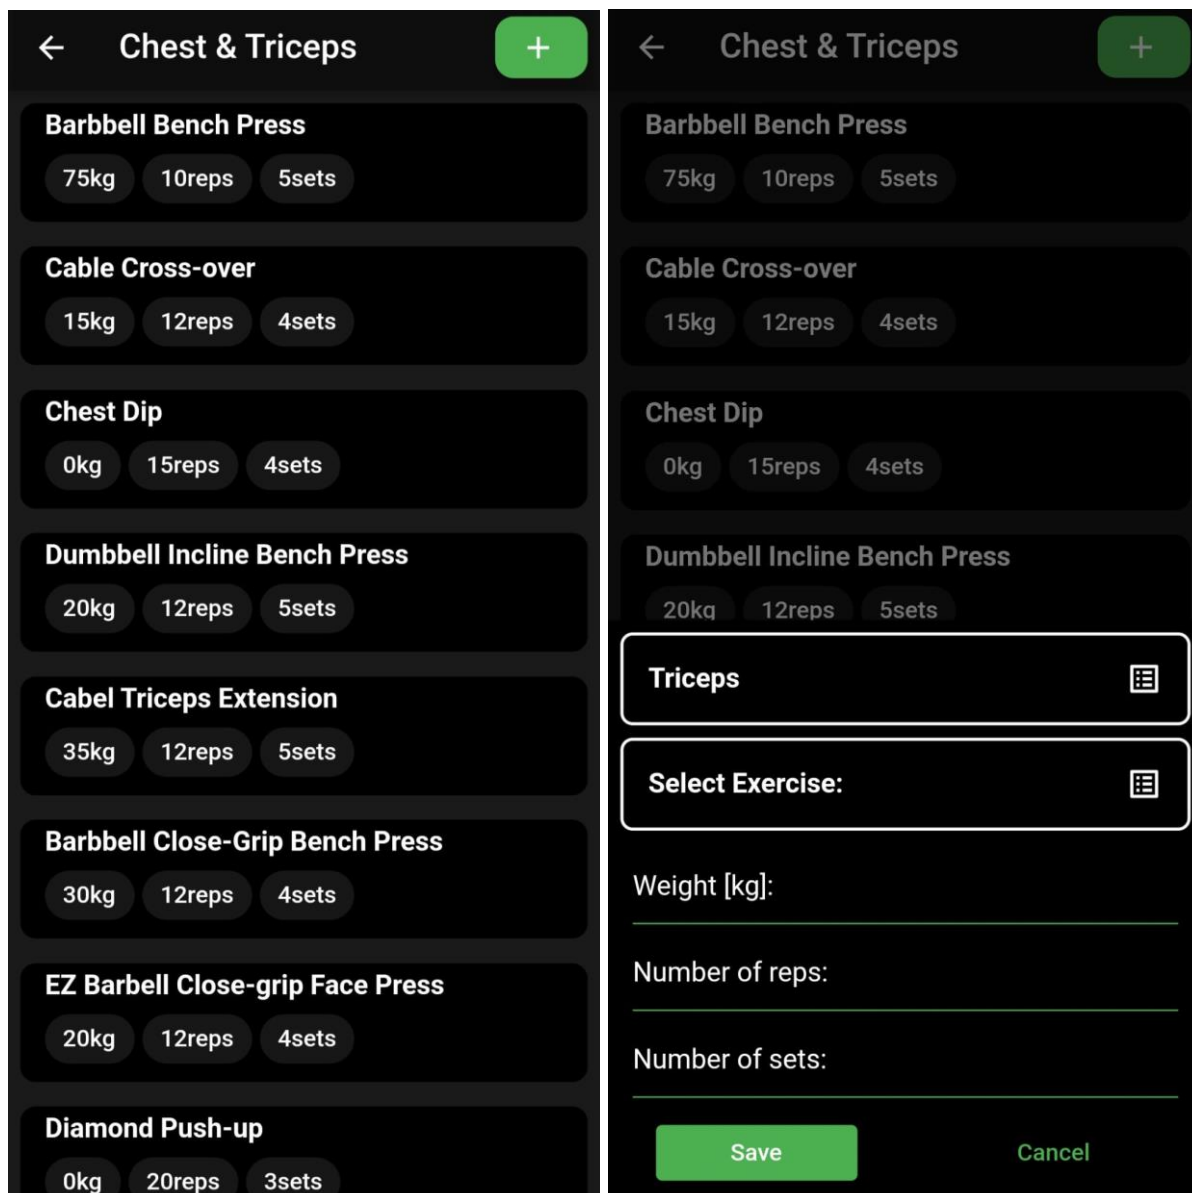 Chest & Triceps
+
Barbbell Bench Press
75kg 10reps 5sets
Cable Cross-over
15kg 12reps 4sets
Chest Dip
0kg 15reps 4sets
Dumbbell Incline Bench Press
20kg 12reps 5sets
Cabel Triceps Extension
35kg 12reps 5sets
Barbbell Close-Grip Bench Press
30kg 12reps 4sets
EZ Barbell Close-grip Face Press
20kg 12reps 4sets
Diamond Push-up
0kg 20reps 3sets
Chest & Triceps
+
Barbbell Bench Press
75kg 10reps 5sets
Cable Cross-over
15kg 12reps 4sets
Chest Dip
0kg 15reps 4sets
Dumbbell Incline Bench Press
20kg 12reps 5sets
Triceps
Select Exercise:
Weight [kg]:
Number of reps:
Number of sets:
Save Cancel